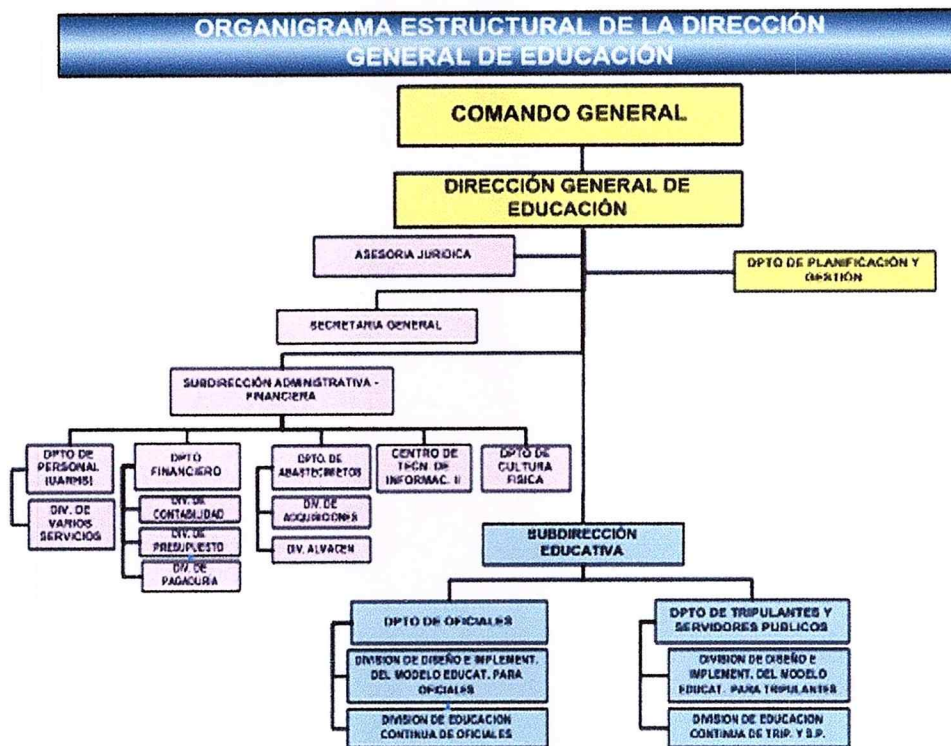 ORGANIGRAMA ESTRUCTURAL DE LA DIRECCIÓN
GENERAL DE EDUCACIÓN
COMANDO GENERAL
DIRECCIÓN GENERAL DE
EDUCACIÓN
ASESORIA JURIDICA
DPTO DE PLANIFICACIÓN Y
GESTIÓN
SECRETARIA GENERAL
SUBDIRECCIÓN ADMINISTRATIVA -
FINANCIERA
DPTO DE
PERSONAL
(UARHS)
DPTO
FINANCIERO
DPTO. DE
CENTRO DE
TECN. DE
INFORMAC. II
DPTO DE
CULTURA
FISICA
DIV. DE
VARIOS
SERVICIOS
DIV. DE
CONTABILIDAD
DIV. DE
PRESUPUESTO
DIV. DE
PAGADURIA
DIV. DE
DIV. ALMACEN
SUBDIRECCIÓN
EDUCATIVA
DPTO DE OFICIALES
DIVISION DE DISEÑO E IMPLEMENT.
DEL MODELO EDUCAT. PARA
OFICIALES
DIVISION DE EDUCACION
CONTINUA DE OFICIALES
DPTO DE TRIPULANTES Y
SERVIDORES PUBLICOS
DIVISION DE DISEÑO E
IMPLEMENT. DEL MODELO
EDUCAT. PARA TRIPULANTES
DIVISION DE EDUCACION
CONTINUA DE TRIP. Y S.P.